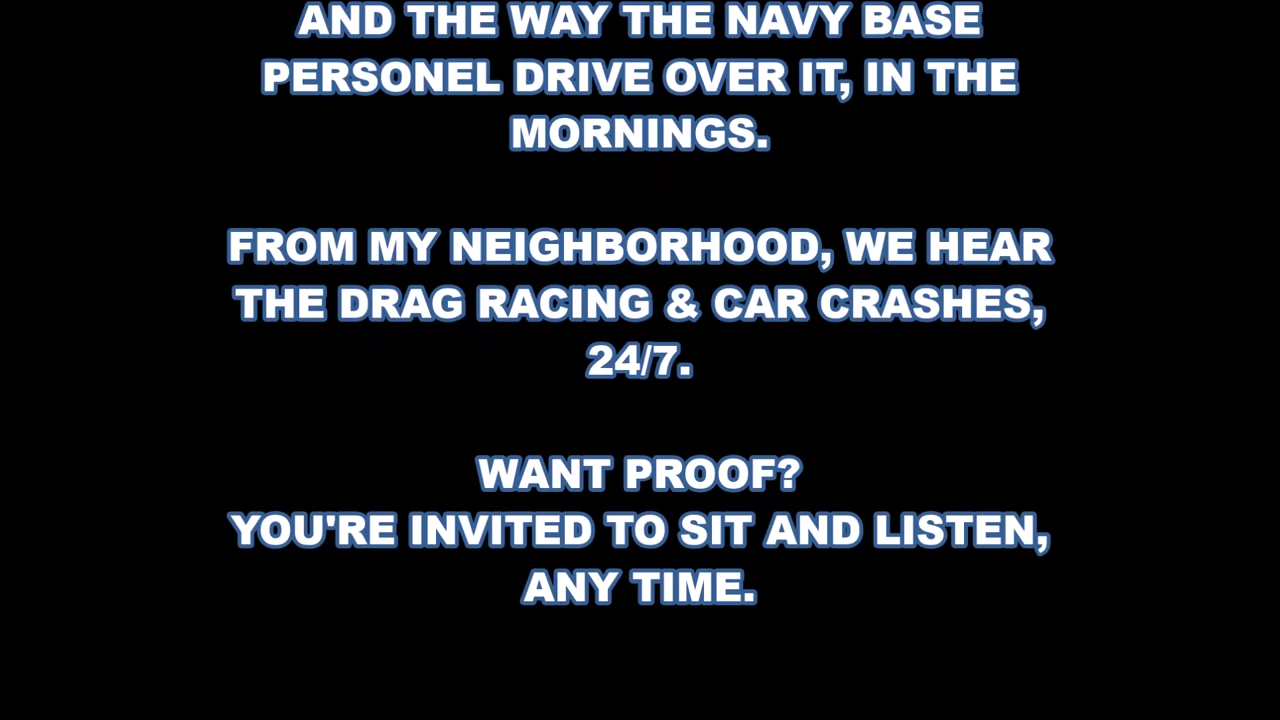 AND THE WAY THE NAVY BASE
PERSONEL DRIVE OVER IT, IN THE
MORNINGS.
FROM MY NEIGHBORHOOD, WE HEAR
THE DRAG RACING & CAR CRASHES,
24/7.
WANT PROOF?
YOU'RE INVITED TO SIT AND LISTEN,
ANY TIME.